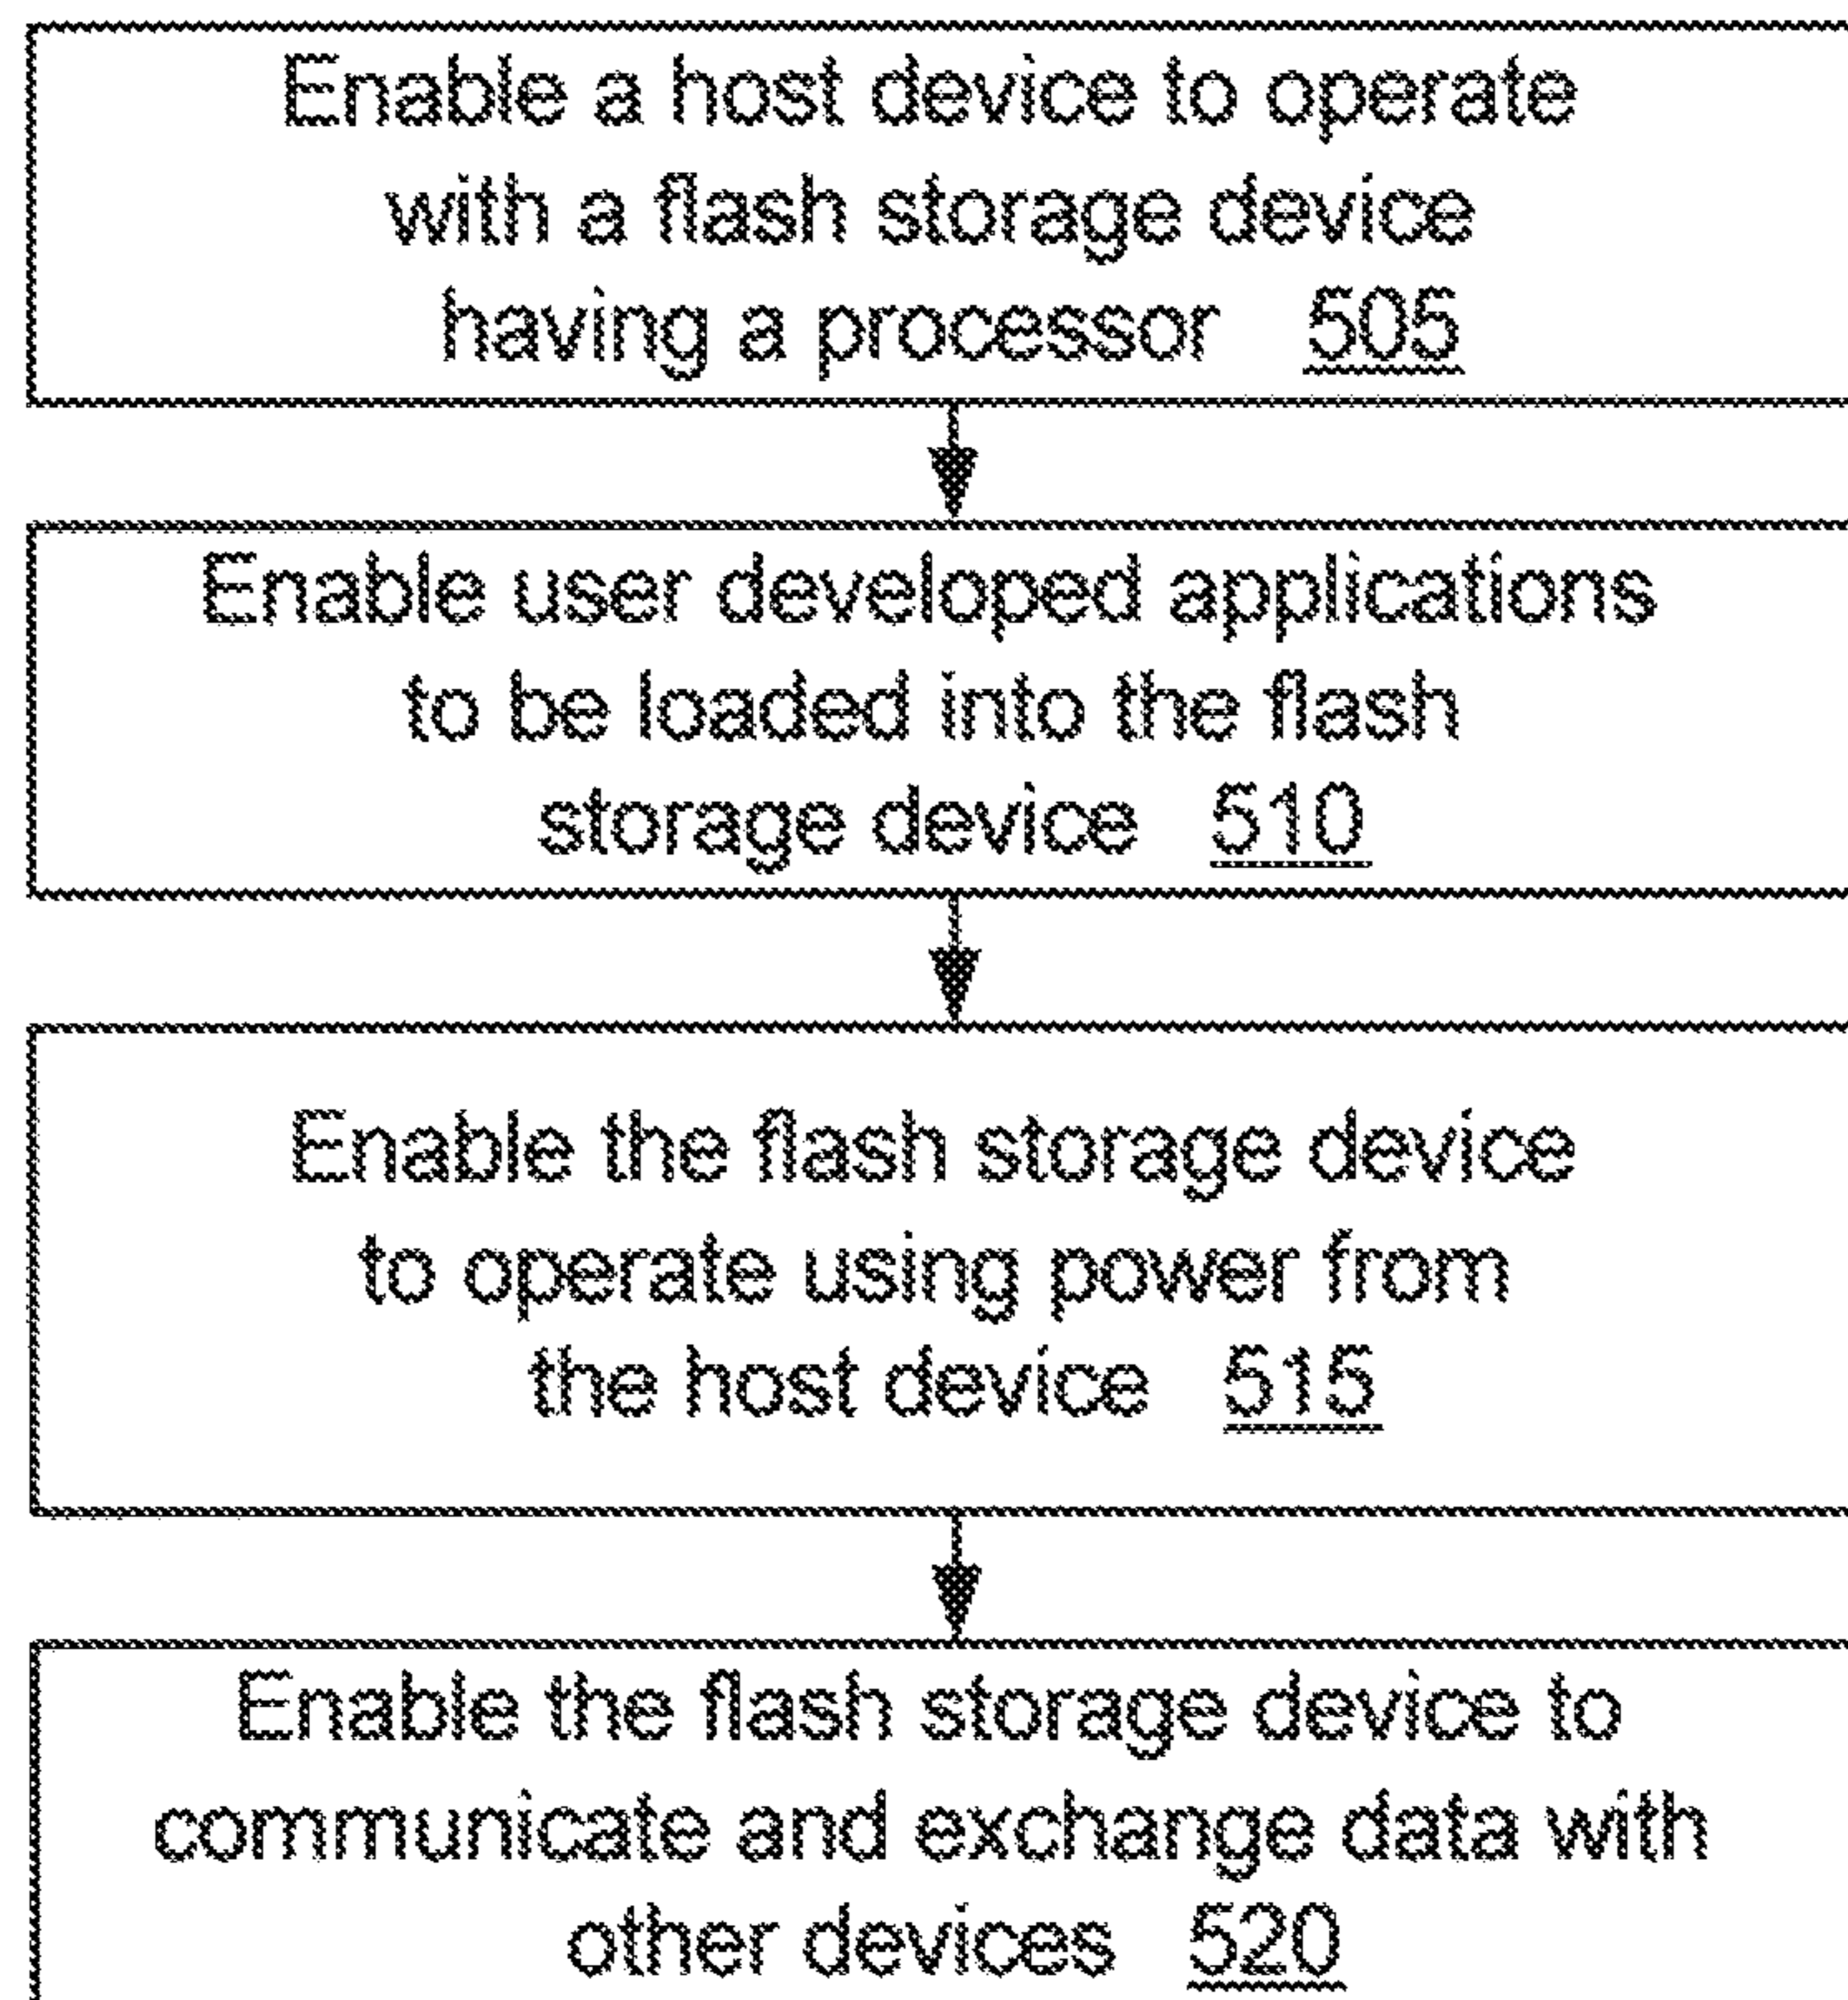 Enable a host device to operate
with a flash storage device
having a processor 505
Enable user developed applications
to be loaded into the flash
storage device 510
Enable the flash storage device
to operate using power from
the host device 515
Enable the flash storage device to
communicate and exchange data with
other devices 520